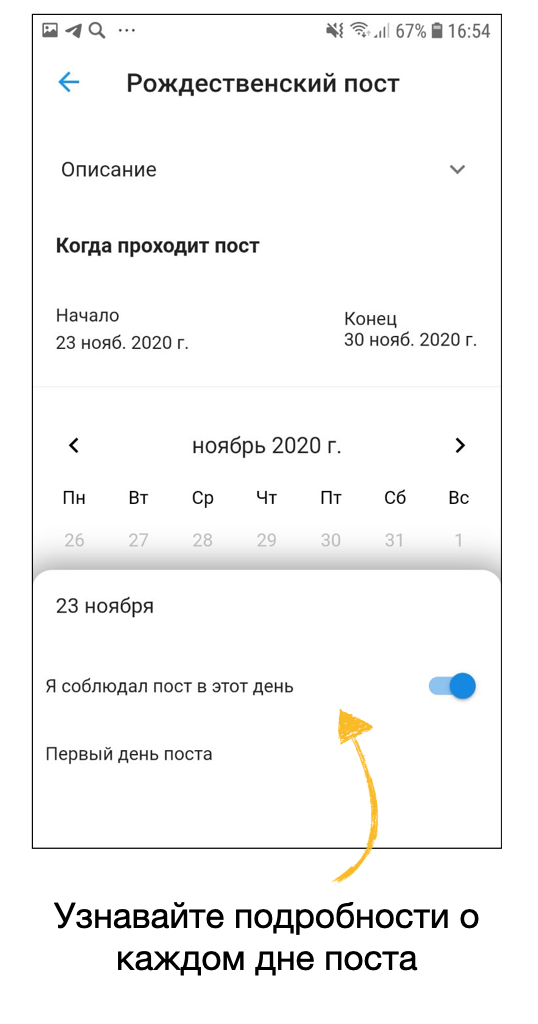 67% 16:54
Рождественский пост
Описание
Когда проходит пост
Начало
23 нояб. 2020 г.
Конец
30 нояб. 2020 г.
ноябрь 2020 г.
Пн Вт Ср Чт Пт Сб Вс
26 27 28 29 30 31 1
23 ноября
Я соблюдал пост в этот день
Первый день поста
Узнавайте подробности о
каждом дне поста